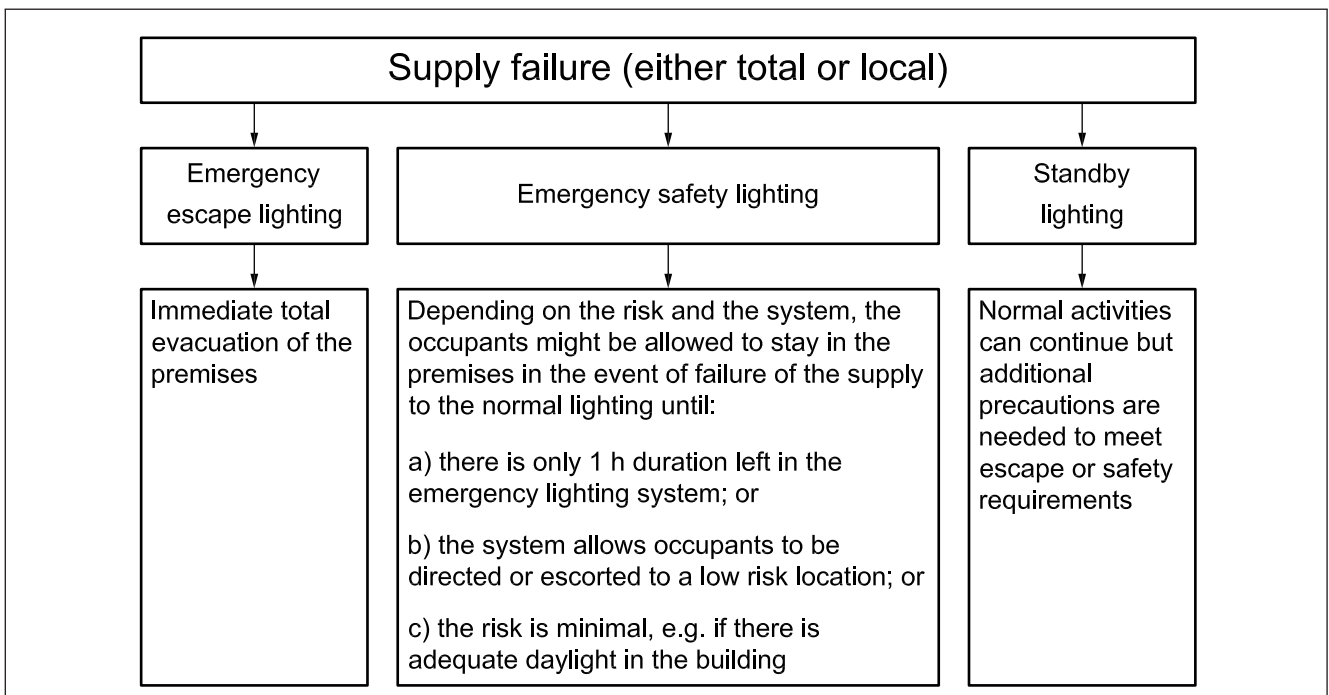 Supply failure (either total or local)
Emergency
escape lighting
Emergency safety lighting
Standby
lighting
Immediate total
evacuation of the
premises
Depending on the risk and the system, the
occupants might be allowed to stay in the
premises in the event of failure of the supply
to the normal lighting until:
a) there is only 1 h duration left in the
emergency lighting system; or
b) the system allows occupants to be
directed or escorted to a low risk location; or
c) the risk is minimal, e.g. if there is
adequate daylight in the building
Normal activities
can continue but
additional
precautions are
needed to meet
escape or safety
requirements